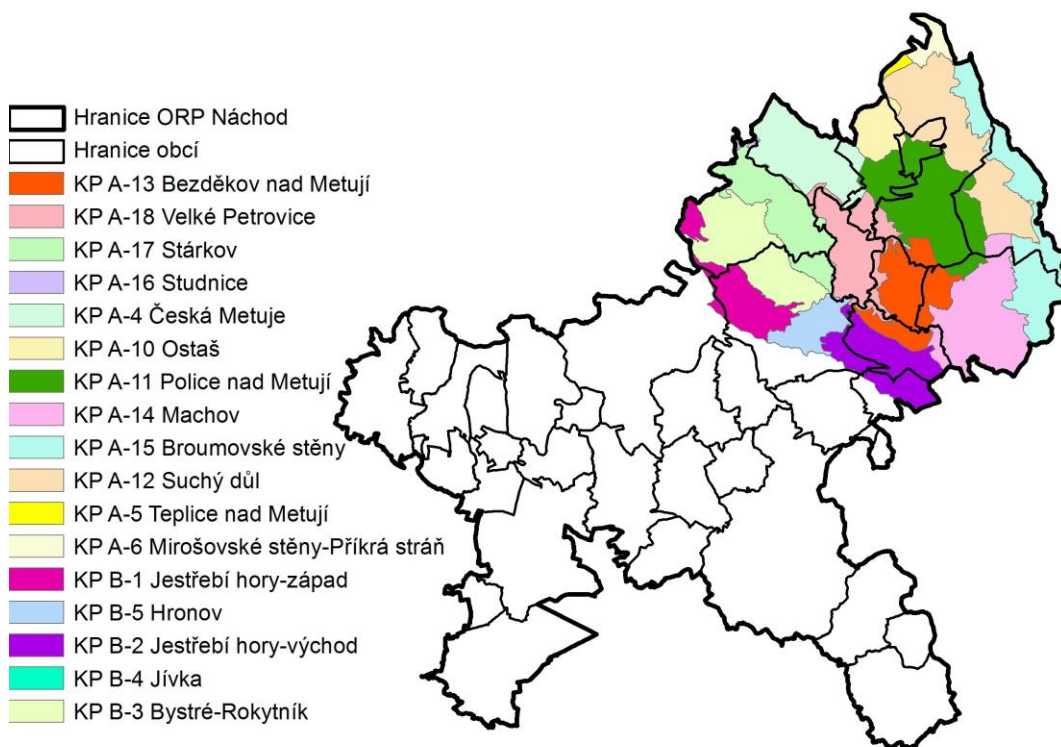 Hranice ORP Náchod
Hranice obcí
KP A-13 Bezděkov nad Metují
KP A-18 Velké Petrovice
KP A-17 Stárkov
KP A-16 Studnice
KP A-4 Česká Metuje
KP A-10 Ostaš
KP A-11 Police nad Metují
KP A-14 Machov
KP A-15 Broumovské stěny
KP A-12 Suchý důl
KP A-5 Teplice nad Metují
KP A-6 Mirošovské stěny-Příkrá stráň
KP B-1 Jestřebí hory-západ
KP B-5 Hronov
KP B-2 Jestřebí hory-východ
KP B-4 Jívka
KP B-3 Bystré-Rokytník